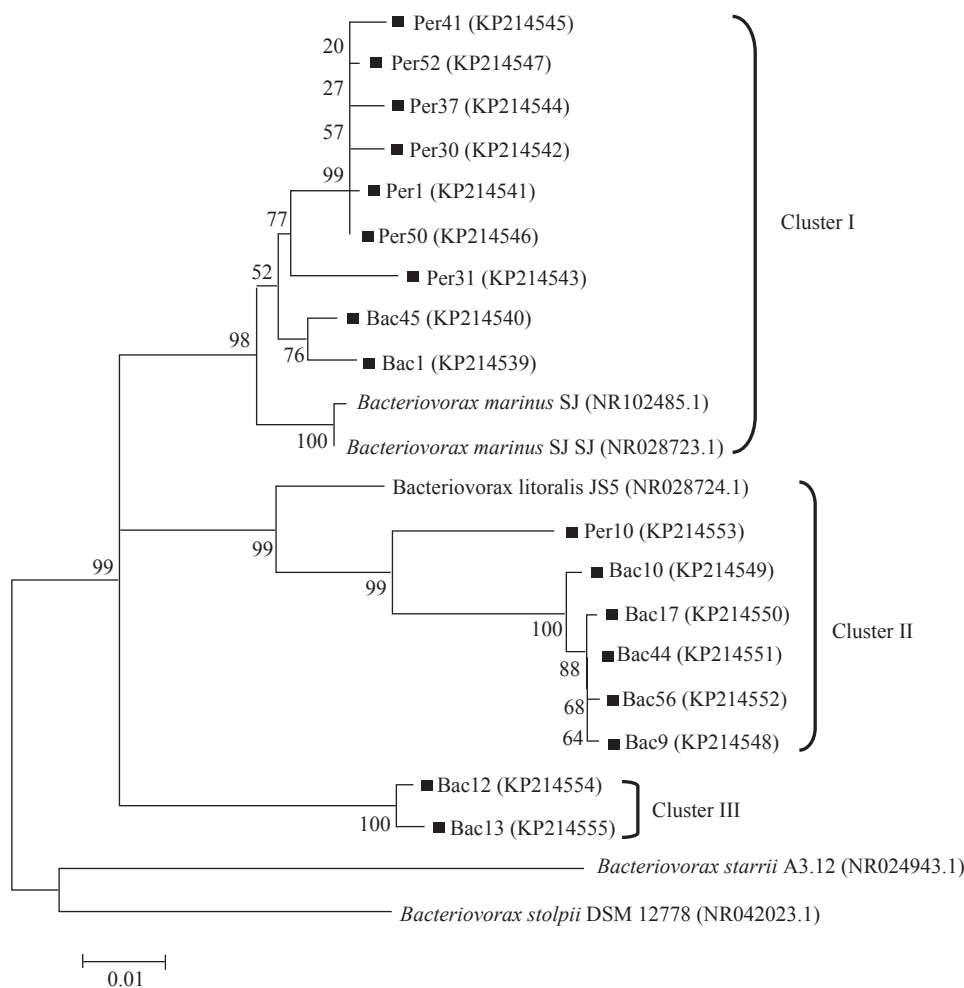 Per41 (KP214545)
20
Per52 (KP214547)
27
Per37 (KP214544)
57
Per30 (KP214542)
99
Per1 (KP214541)
77
Per50 (KP214546)
Cluster I
52
Per31 (KP214543)
Bac45 (KP214540)
98
76
Bac1 (KP214539)
Bacteriovorax marinus SJ (NR102485.1)
100
Bacteriovorax marinus SJ SJ (NR028723.1)
Bacteriovorax litoralis JS5 (NR028724.1)
99
Per10 (KP214553)
99
Bac10 (KP214549)
99
Bac17 (KP214550)
100
Cluster II
Bac44 (KP214551)
88
Bac56 (KP214552)
68
64
Bac9 (KP214548)
Bac12 (KP214554)
Cluster III
100
Bac13 (KP214555)
Bacteriovorax starrii A3.12 (NR024943.1)
Bacteriovorax stolpii DSM 12778 (NR042023.1)
0.01